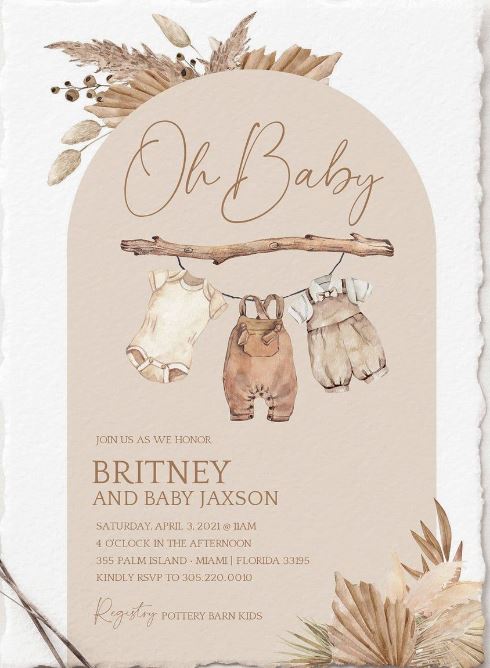 Oh Baby
JOIN US AS WE HONOR
BRITNEY
AND BABY JAXSON
SATURDAY, APRIL 3, 2021 @ 11AM
4 O'CLOCK IN THE AFTERNOON
355 PALM ISLAND · MIAMI | FLORIDA 33195
KINDLY RSVP TO 305.220.0010
Registry POTTERY BARN KIDS